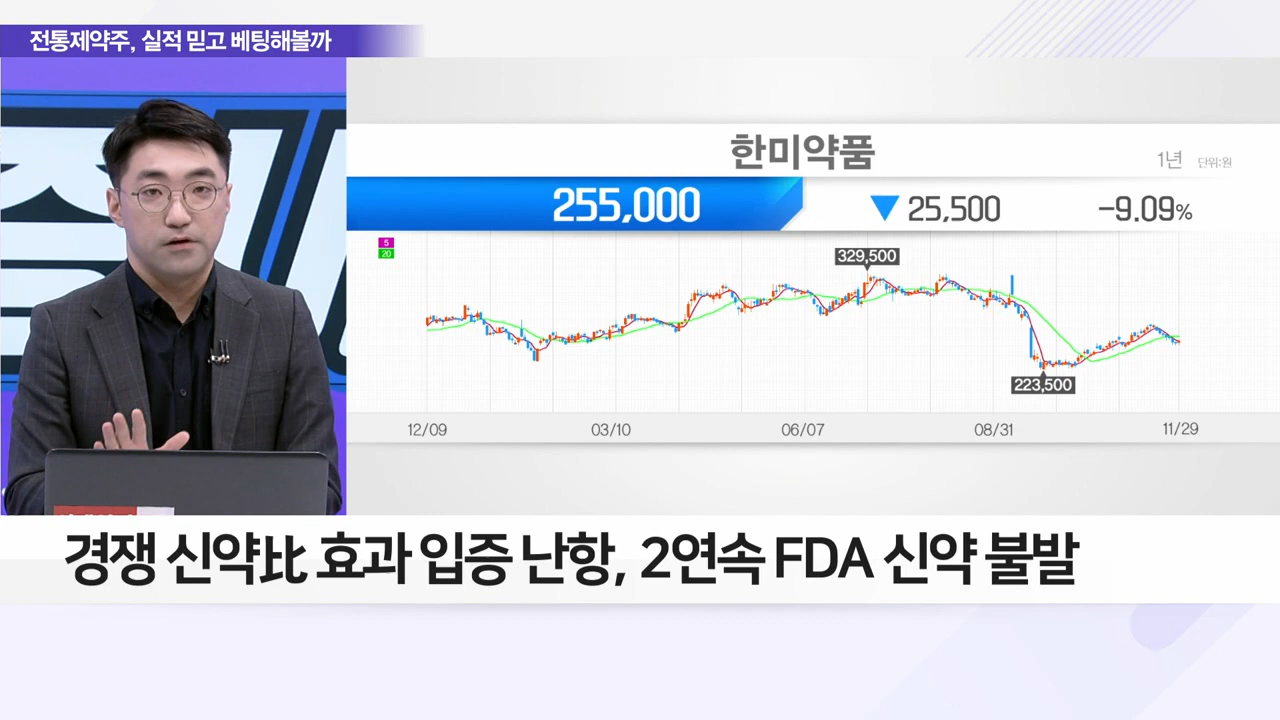 전통제약주, 실적 믿고 베팅해볼까
한미약품
1년 단위:원
255,000 ▼ 25,500 -9.09%
5
20
329,500
223,500
12/09 03/10 06/07 08/31 11/29
경쟁 신약比 효과 입증 난항, 2연속 FDA 신약 불발